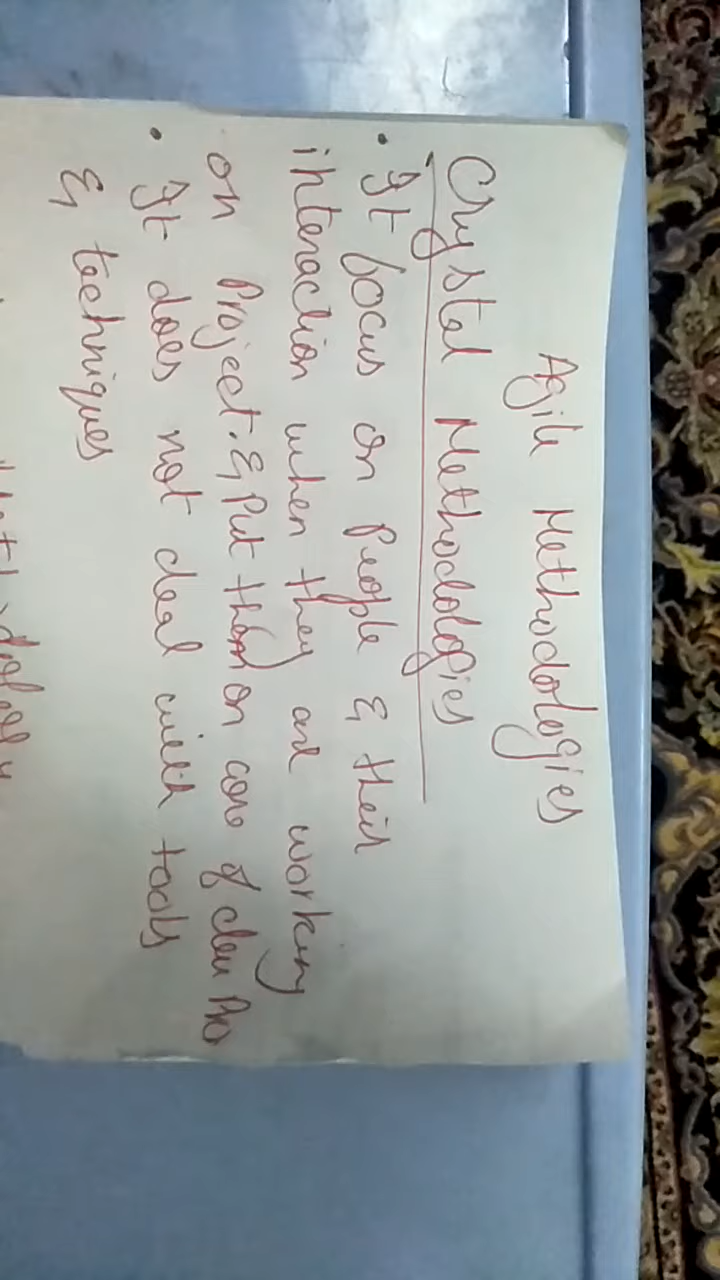 Agile Methodologies
Crystal Methodologies
• It focus on People & their
interaction when they are working
on Project. & Put them on core of dev Pro
• It does not deal with tools
& techniques